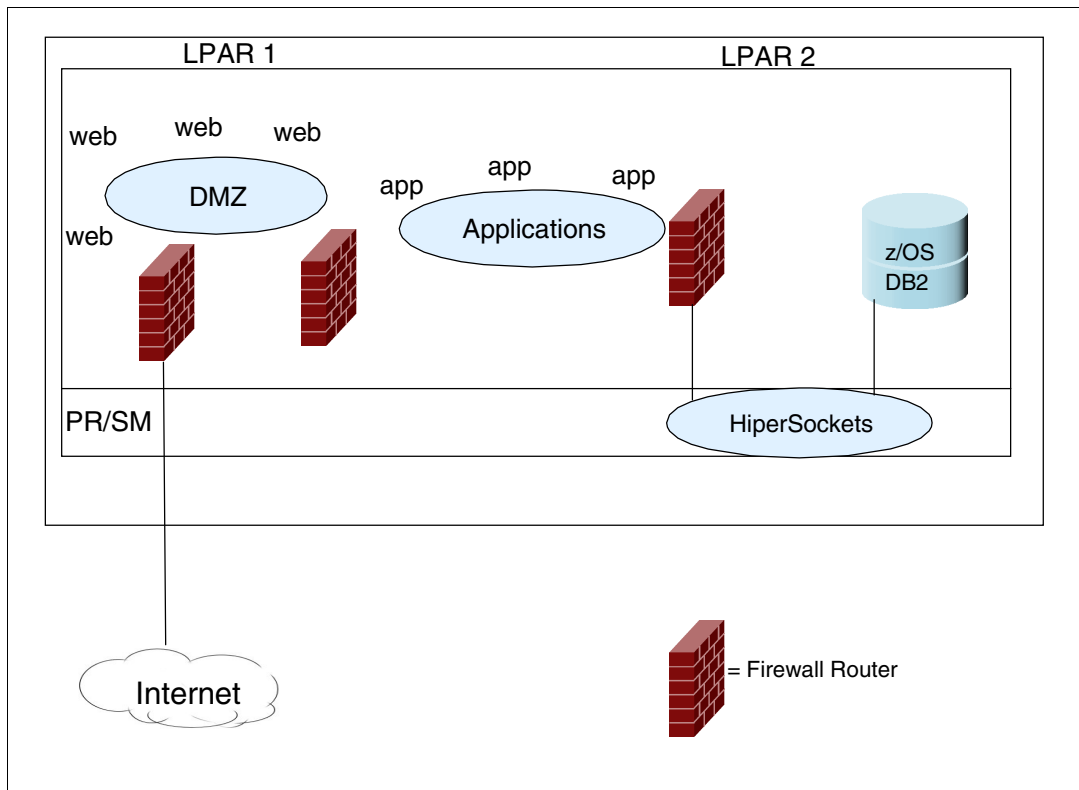 LPAR 1
LPAR 2
web
web
web
DMZ
web
app
app
app
Applications
z/OS
DB2
PR/SM
HiperSockets
Internet
= Firewall Router